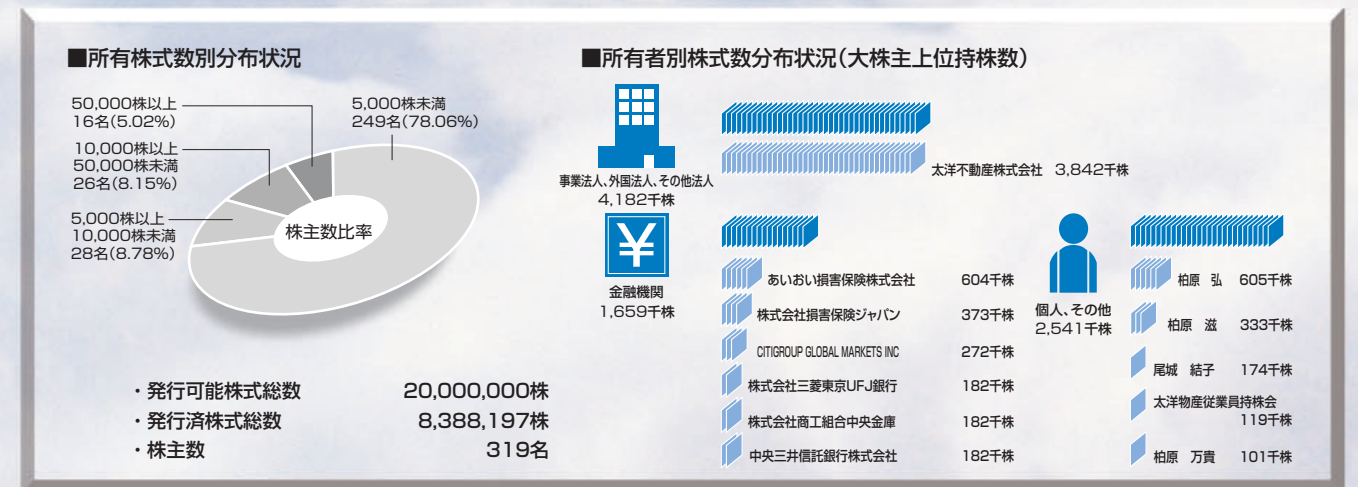 ■所有株式数別分布状況
50,000株以上
16名(5.02%)
10,000株以上
50,000株未満
26名(8.15%)
5,000株以上
10,000株未満
28名(8.78%)
5,000株未満
249名(78.06%)
株主数比率
・発行可能株式総数 20,000,000株
・発行済株式総数 8,388,197株
・株主数 319名
■所有者別株式数分布状況(大株主上位持株数)
事業法人、外国法人、その他法人
4,182千株
太洋不動産株式会社 3,842千株
¥
金融機関
1,659千株
あいおい損害保険株式会社 604千株
株式会社損害保険ジャパン 373千株
CITIGROUP GLOBAL MARKETS INC 272千株
株式会社三菱東京UFJ銀行 182千株
株式会社商工組合中央金庫 182千株
中央三井信託銀行株式会社 182千株
個人、その他
2,541千株
柏原 弘 605千株
柏原 滋 333千株
尾城 結子 174千株
太洋物産従業員持株会
119千株
柏原 万貴 101千株